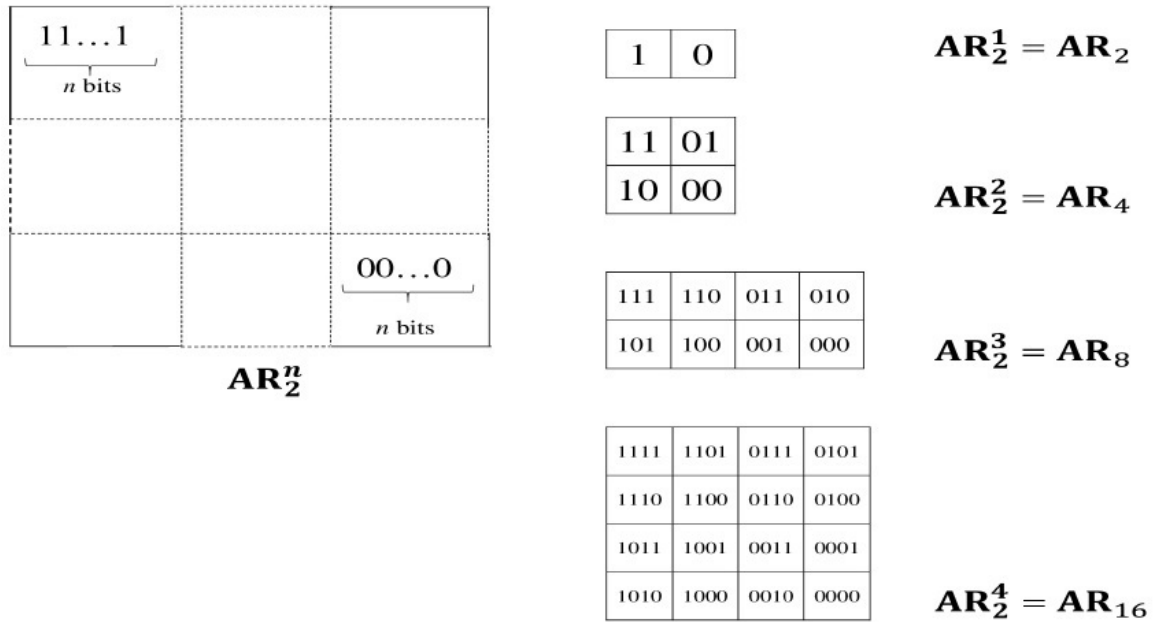 11...1
n bits
00...0
n bits
AR₂ⁿ
1 0
AR₂¹ = AR₂
11 01
10 00
AR₂² = AR₄
111 110 011 010
101 100 001 000
AR₂³ = AR₈
1111 1101 0111 0101
1110 1100 0110 0100
1011 1001 0011 0001
1010 1000 0010 0000
AR₂⁴ = AR₁₆